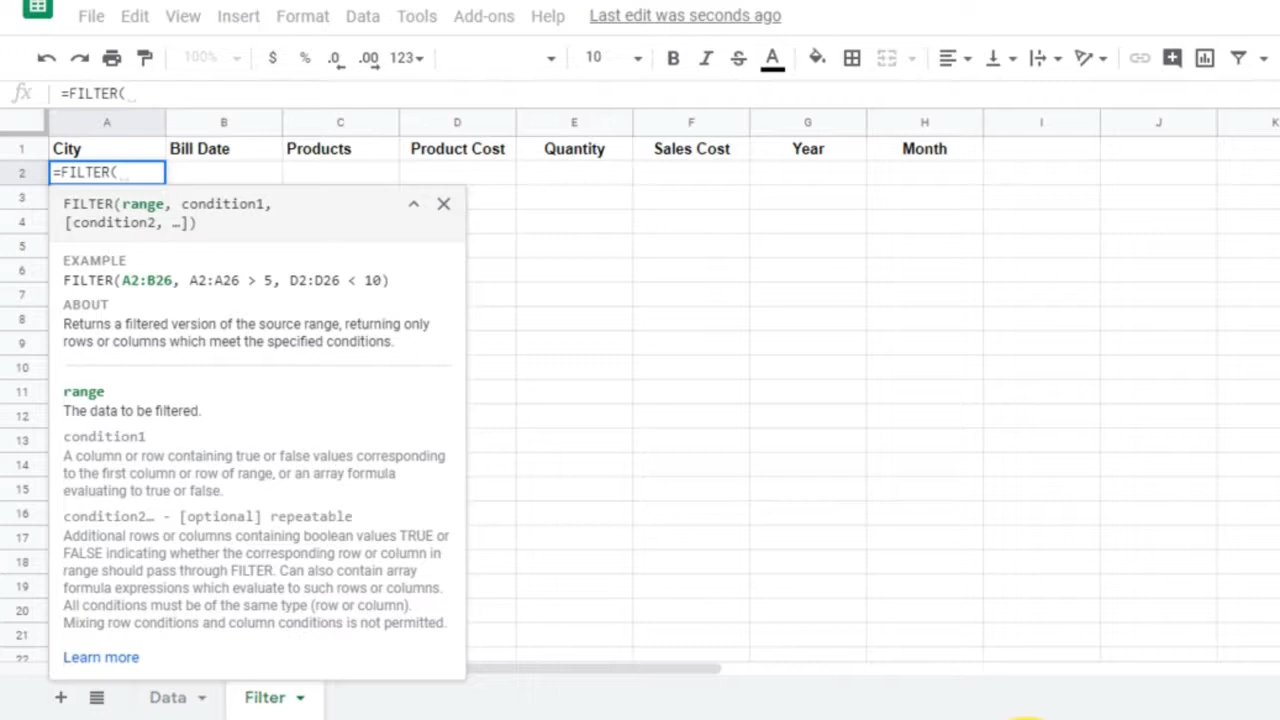 File Edit View Insert Format Data Tools Add-ons Help Last edit was seconds ago
100% $ % .0 .00 123 10 B I S A
fx =FILTER(
A B C D E F G H I J K
1 City Bill Date Products Product Cost Quantity Sales Cost Year Month
2 =FILTER(
3
4
5
6
7
8
9
10
11
12
13
14
15
16
17
18
19
20
21
22
FILTER(range, condition1,
[condition2, …])
EXAMPLE
FILTER(A2:B26, A2:A26 > 5, D2:D26 < 10)
ABOUT
Returns a filtered version of the source range, returning only
rows or columns which meet the specified conditions.
range
The data to be filtered.
condition1
A column or row containing true or false values corresponding
to the first column or row of range, or an array formula
evaluating to true or false.
condition2… - [optional] repeatable
Additional rows or columns containing boolean values TRUE or
FALSE indicating whether the corresponding row or column in
range should pass through FILTER. Can also contain array
formula expressions which evaluate to such rows or columns.
All conditions must be of the same type (row or column).
Mixing row conditions and column conditions is not permitted.
Learn more
Data Filter